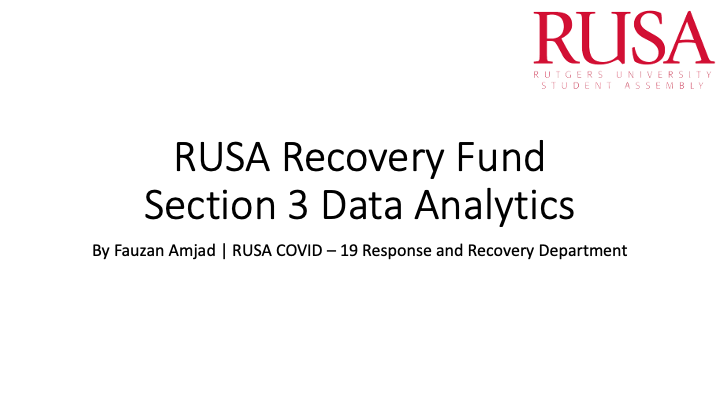 RUSA
RUTGERS UNIVERSITY
STUDENT ASSEMBLY
RUSA Recovery Fund
Section 3 Data Analytics
By Fauzan Amjad | RUSA COVID – 19 Response and Recovery Department